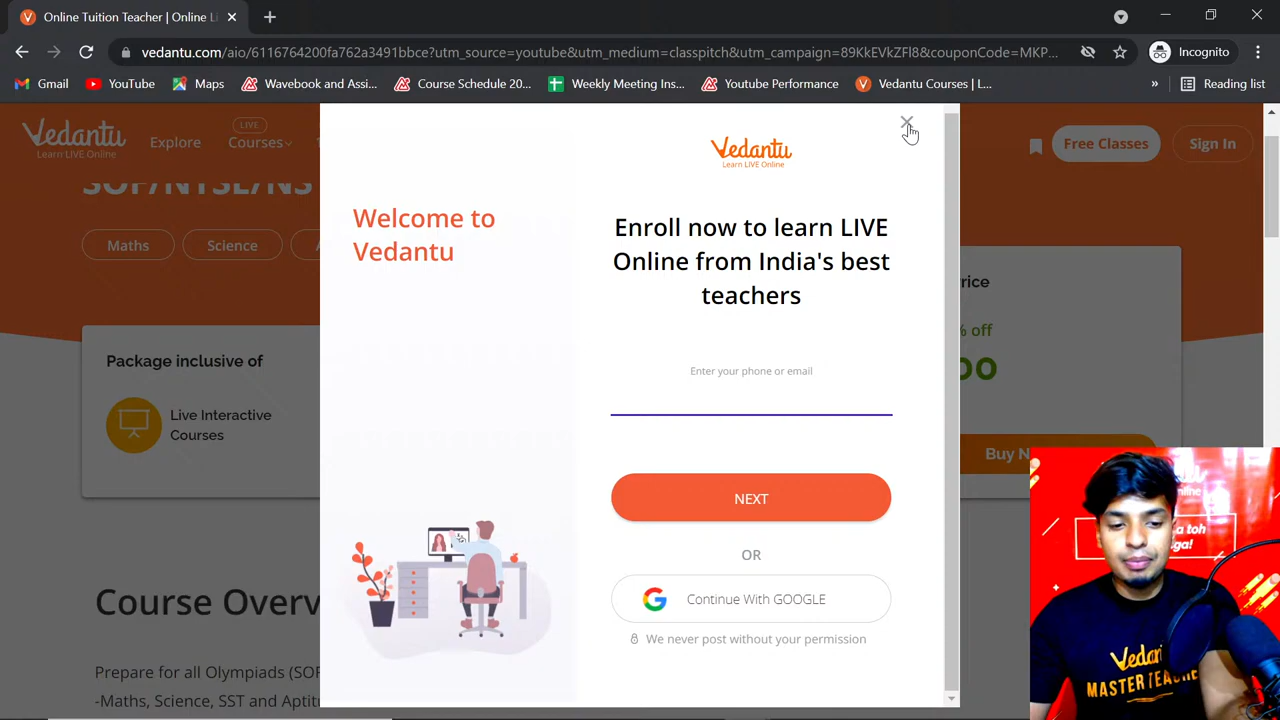 Online Tuition Teacher | Online Li
vedantu.com/aio/6116764200fa762a3491bbce?utm_source=youtube&utm_medium=classpitch&utm_campaign=89KkEVkZFl8&couponCode=MKP...
Incognito
Gmail
YouTube
Maps
Wavebook and Assi...
Course Schedule 20...
Weekly Meeting Ins...
Youtube Performance
Vedantu Courses | L...
»
Reading list
Vedantu
Learn LIVE Online
Explore
LIVE
Courses
Free Classes
Sign In
Maths
Science
Package inclusive of
Live Interactive
Courses
rice
% off
Buy N
Course Overv
Prepare for all Olympiads (SOF
-Maths, Science, SST and Aptit
Welcome to
Vedantu
Vedantu
Learn LIVE Online
Enroll now to learn LIVE
Online from India's best
teachers
Enter your phone or email
NEXT
OR
Continue With GOOGLE
We never post without your permission
a toh
ga!
Vedan
MASTER TEACHE